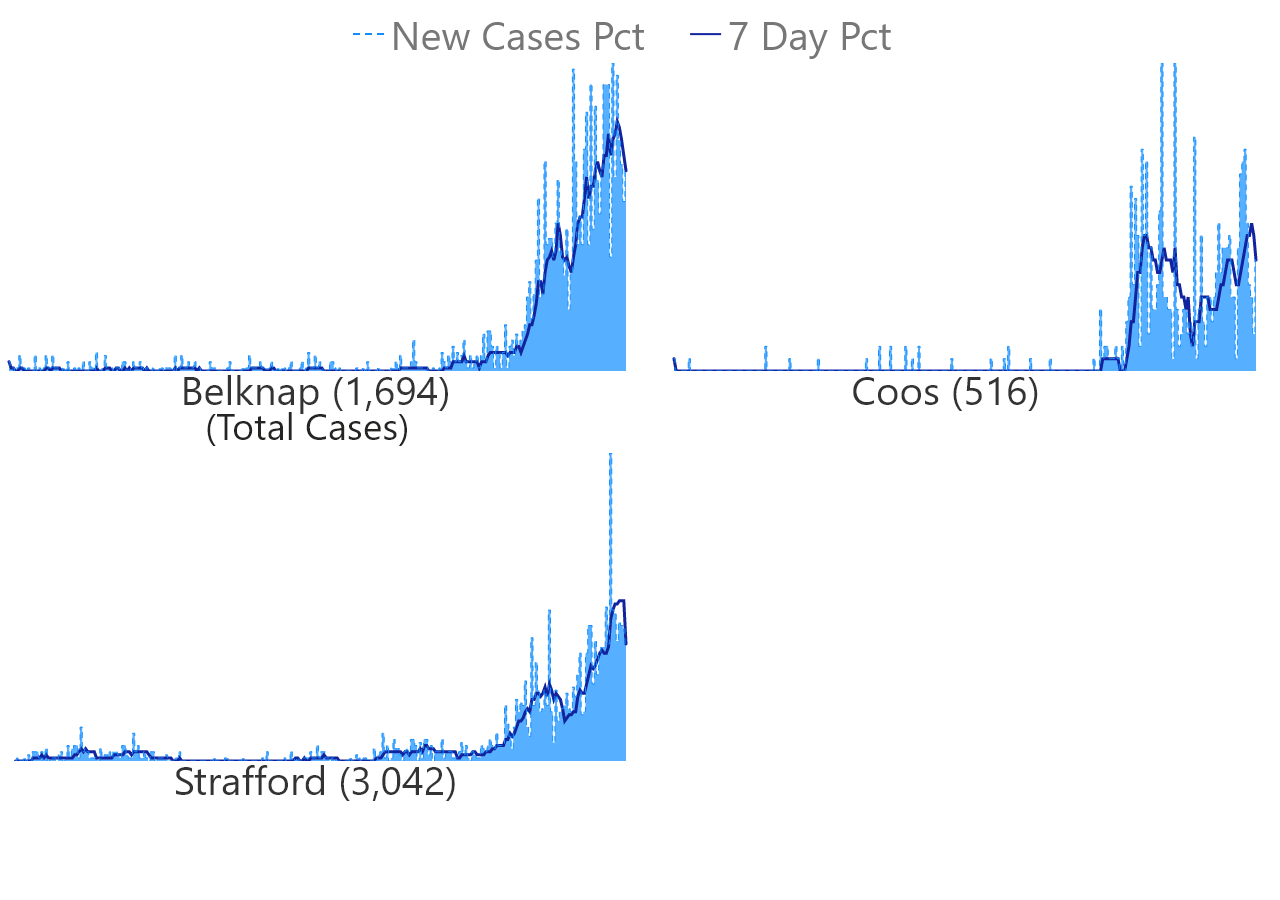 New Cases Pct 7 Day Pct
Belknap (1,694) Coos (516)
(Total Cases)
Strafford (3,042)